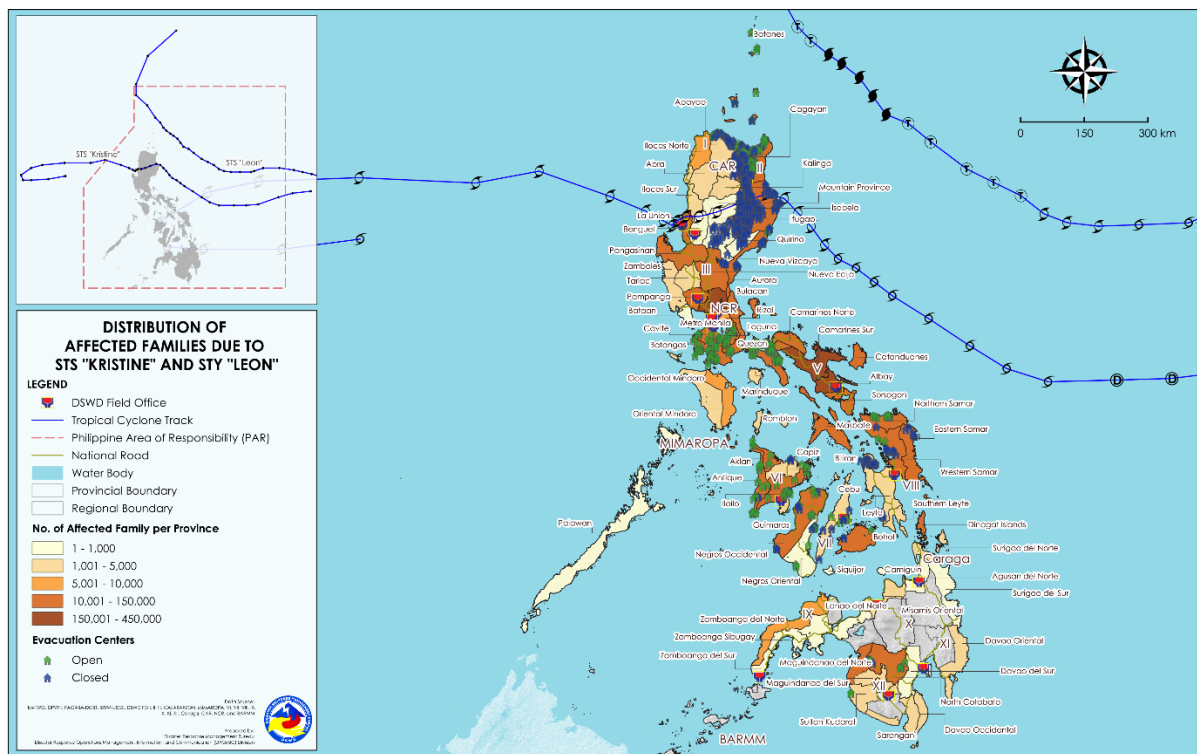 STS "Kristine"
STS "Leon"
DISTRIBUTION OF
AFFECTED FAMILIES DUE TO
STS "KRISTINE" AND STY "LEON"
LEGEND
DSWD Field Office
Tropical Cyclone Track
Philippine Area of Responsibility (PAR)
National Road
Water Body
Provincial Boundary
Regional Boundary
No. of Affected Family per Province
1 - 1,000
1,001 - 5,000
5,001 - 10,000
10,001 - 150,000
150,001 - 450,000
Evacuation Centers
Open
Closed
Data Source:
Prepared By:
Disaster Response Management Bureau
0 150 300 km
Batanes
Apayao
Cagayan
Ilocos Norte
I
CAR
II
Abra
Kalinga
Ilocos Sur
Mountain Province
Isabela
La Union
Ifugao
Benguet
Quirino
Pangasinan
Nueva Vizcaya
Zambales
III
Nueva Ecija
Tarlac
Aurora
Pampanga
Bulacan
Bataan
NCR
Rizal
Metro Manila
Camarines Norte
Cavite
Laguna
Camarines Sur
Batangas
Quezon
Catanduanes
V
Occidental Mindoro
Marinduque
Albay
Sorsogon
Oriental Mindoro
Romblon
Masbate
Northern Samar
Eastern Samar
MIMAROPA
Aklan
Capiz
Biliran
Western Samar
Antique
VI
Cebu
VIII
Iloilo
Leyte
Southern Leyte
Palawan
Guimaras
Dinagat Islands
VII
Bohol
Negros Occidental
Surigao del Norte
Siquijor
Camiguin
Caraga
Negros Oriental
Agusan del Norte
Surigao del Sur
IX
Lanao del Norte
Misamis Oriental
Zamboanga del Norte
X
Zamboanga Sibugay
XI
Davao Oriental
Zamboanga del Sur
Maguindanao del Norte
Davao del Sur
Maguindanao del Sur
XII
North Cotabato
Sultan Kudarat
Davao Occidental
Sarangani
BARMM
D
D